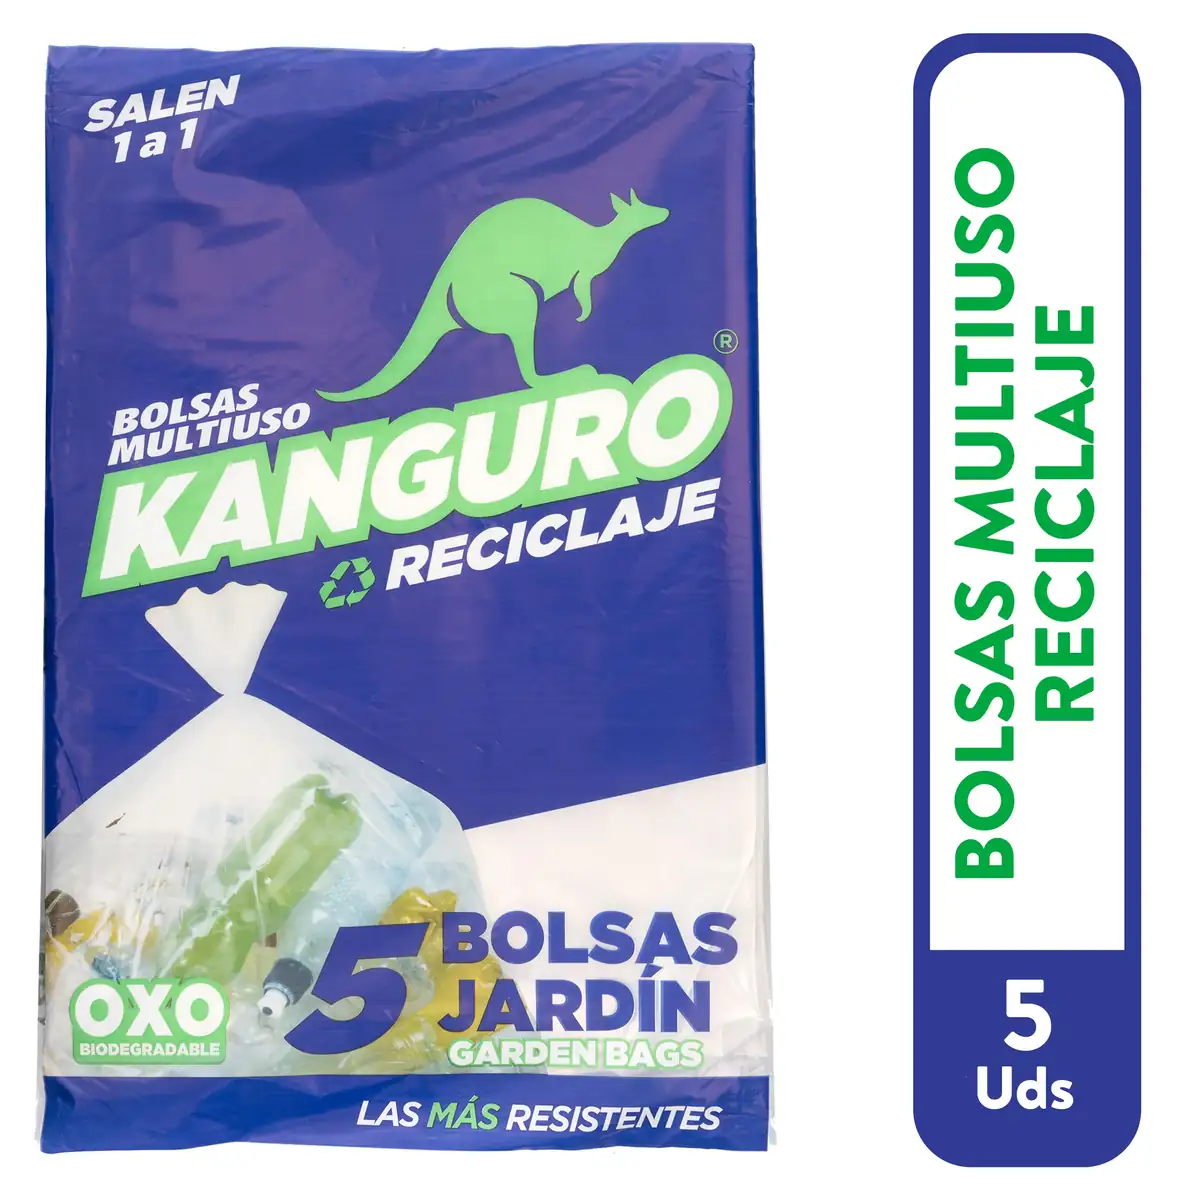 SALEN
1 a 1
®
BOLSAS
MULTIUSO
KANGURO
RECICLAJE
OXO
BIODEGRADABLE
5 BOLSAS
JARDÍN
GARDEN BAGS
LAS MÁS RESISTENTES
BOLSAS MULTIUSO
RECICLAJE
5
Uds